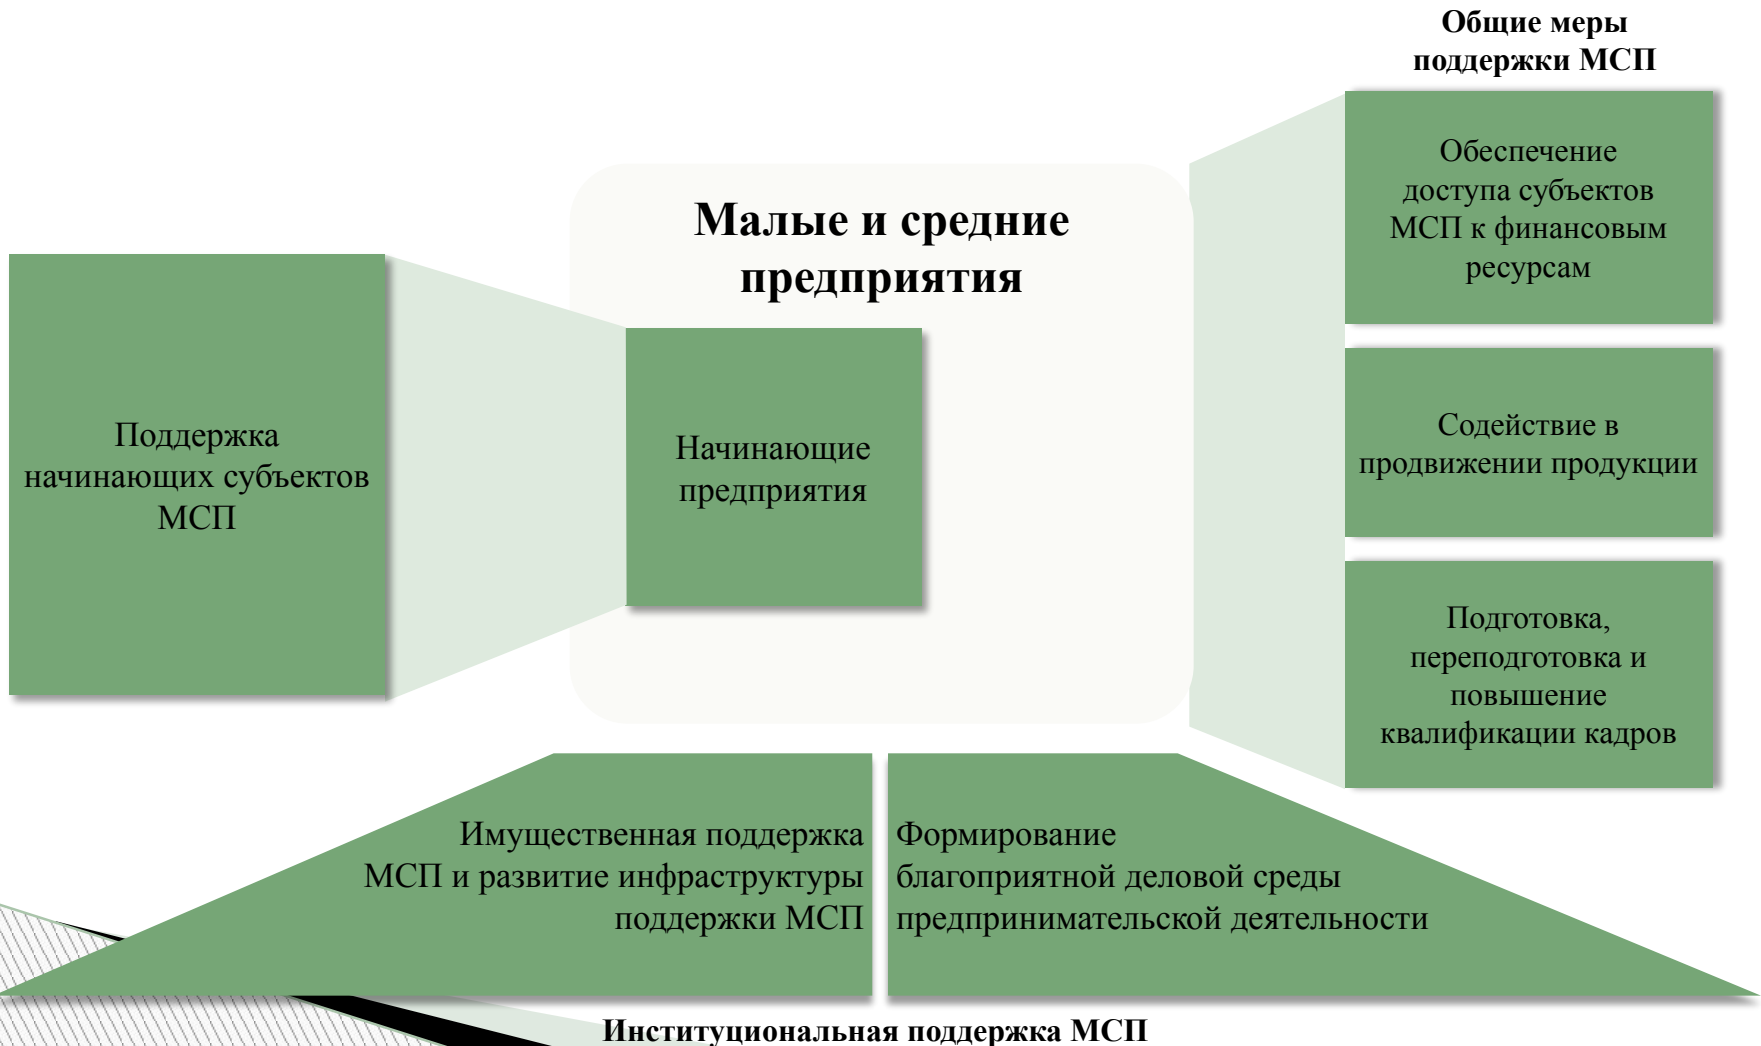 Общие меры
поддержки МСП
Обеспечение
доступа субъектов
МСП к финансовым
ресурсам
Малые и средние
предприятия
Поддержка
начинающих субъектов
МСП
Начинающие
предприятия
Содействие в
продвижении продукции
Подготовка,
переподготовка и
повышение
квалификации кадров
Имущественная поддержка
МСП и развитие инфраструктуры
поддержки МСП
Формирование
благоприятной деловой среды
предпринимательской деятельности
Институциональная поддержка МСП